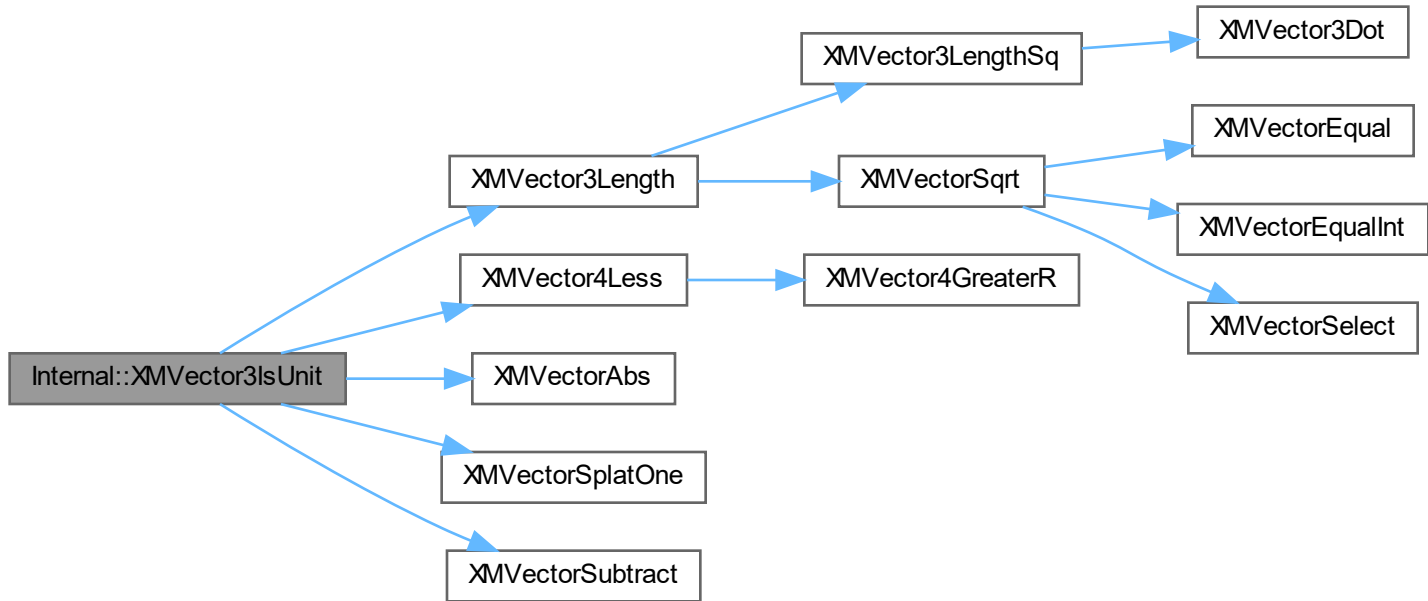 XMVector3Dot
XMVector3LengthSq
XMVectorEqual
XMVector3Length
XMVectorSqrt
XMVectorEqualInt
XMVector4Less
XMVector4GreaterR
XMVectorSelect
Internal::XMVector3IsUnit
XMVectorAbs
XMVectorSplatOne
XMVectorSubtract